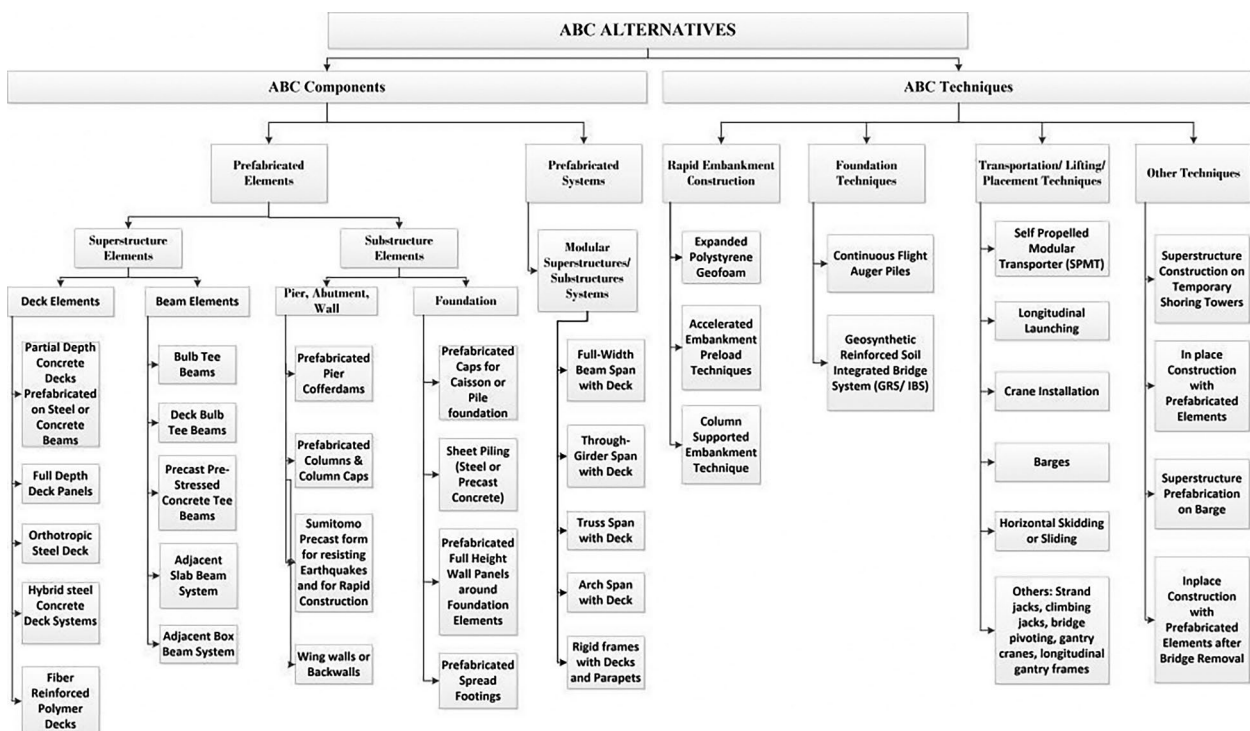 ABC ALTERNATIVES
ABC Components
ABC Techniques
Prefabricated
Elements
Prefabricated
Systems
Rapid Embankment
Construction
Foundation
Techniques
Transportation/ Lifting/
Placement Techniques
Other Techniques
Superstructure
Elements
Substructure
Elements
Modular
Superstructures/
Substructures
Systems
Deck Elements
Beam Elements
Pier, Abutment,
Wall
Foundation
Partial Depth
Concrete
Decks
Prefabricated
on Steel or
Concrete Beams
Full Depth
Deck Panels
Orthotropic
Steel Deck
Hybrid steel
Concrete
Deck Systems
Fiber
Reinforced
Polymer
Decks
Bulb Tee
Beams
Deck Bulb
Tee Beams
Precast Pre-
Stressed
Concrete Tee
Beams
Adjacent
Slab Beam
System
Adjacent Box
Beam System
Prefabricated
Pier
Cofferdams
Prefabricated
Columns &
Column Caps
Sumitomo
Precast form
for resisting
Earthquakes
and for Rapid
Construction
Wing walls or
Backwalls
Prefabricated
Caps for
Caisson or
Pile
foundation
Sheet Piling
(Steel or
Precast
Concrete)
Prefabricated
Full Height
Wall Panels
around
Foundation
Elements
Prefabricated
Spread
Footings
Full-Width
Beam Span
with Deck
Through-
Girder Span
with Deck
Truss Span
with Deck
Arch Span
with Deck
Rigid frames
with Decks
and Parapets
Expanded
Polystyrene
Geofoam
Accelerated
Embankment
Preload
Techniques
Column
Supported
Embankment
Technique
Continuous Flight
Auger Piles
Geosynthetic
Reinforced Soil
Integrated Bridge
System (GRS/ IBS)
Self Propelled
Modular
Transporter (SPMT)
Longitudinal
Launching
Crane Installation
Barges
Horizontal Skidding
or Sliding
Others: Strand
jacks, climbing
jacks, bridge
pivoting, gantry
cranes, longitudinal
gantry frames
Superstructure
Construction on
Temporary
Shoring Towers
In place
Construction
with
Prefabricated
Elements
Superstructure
Prefabrication
on Barge
Inplace
Construction with
Prefabricated
Elements after
Bridge Removal